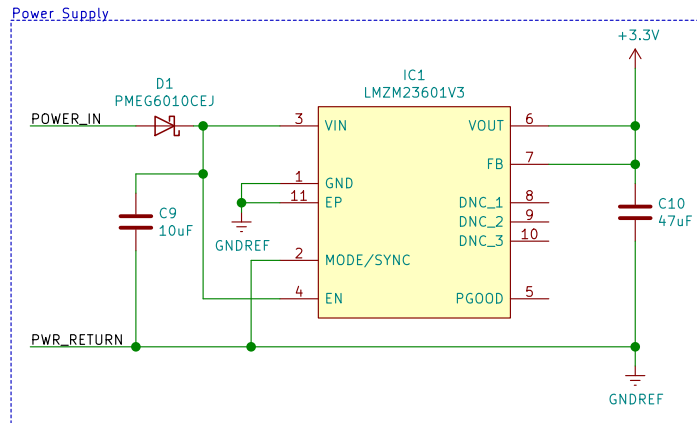 Power Supply
+3.3V
IC1
LMZM23601V3
D1
PMEG6010CEJ
POWER_IN
3 VIN
VOUT 6
FB 7
1 GND
11 EP
GNDREF
DNC_1 8
DNC_2 9
DNC_3 10
C9
10uF
C10
47uF
2 MODE/SYNC
4 EN
PGOOD 5
PWR_RETURN
GNDREF